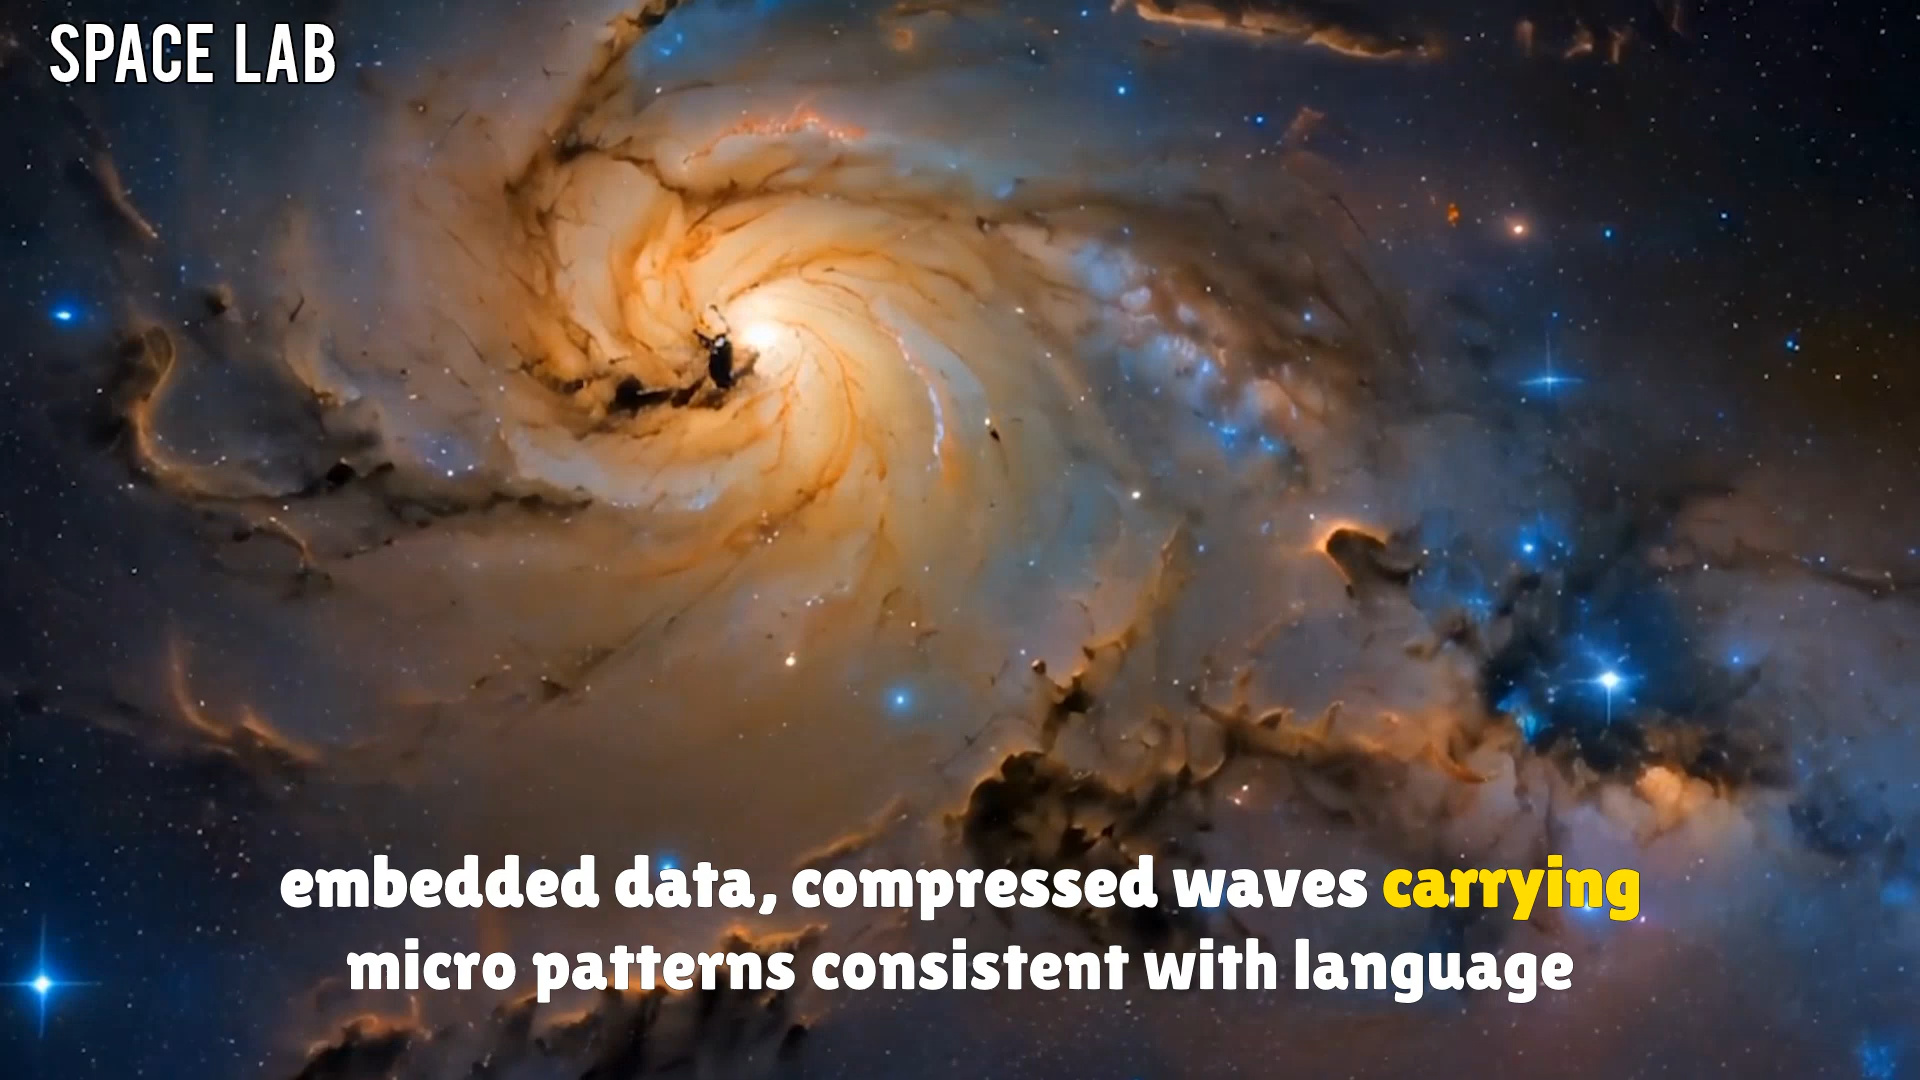 SPACE LAB
embedded data, compressed waves carrying
micro patterns consistent with language